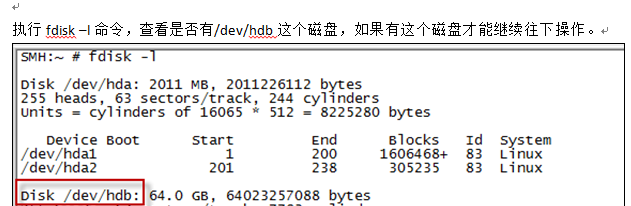 执行 fdisk –l 命令，查看是否有/dev/hdb 这个磁盘，如果有这个磁盘才能继续往下操作。
SMH:~ # fdisk -l
Disk /dev/hda: 2011 MB, 2011226112 bytes
255 heads, 63 sectors/track, 244 cylinders
Units = cylinders of 16065 * 512 = 8225280 bytes
Device Boot Start End Blocks Id System
/dev/hda1 1 200 1606468+ 83 Linux
/dev/hda2 201 238 305235 83 Linux
Disk /dev/hdb: 64.0 GB, 64023257088 bytes